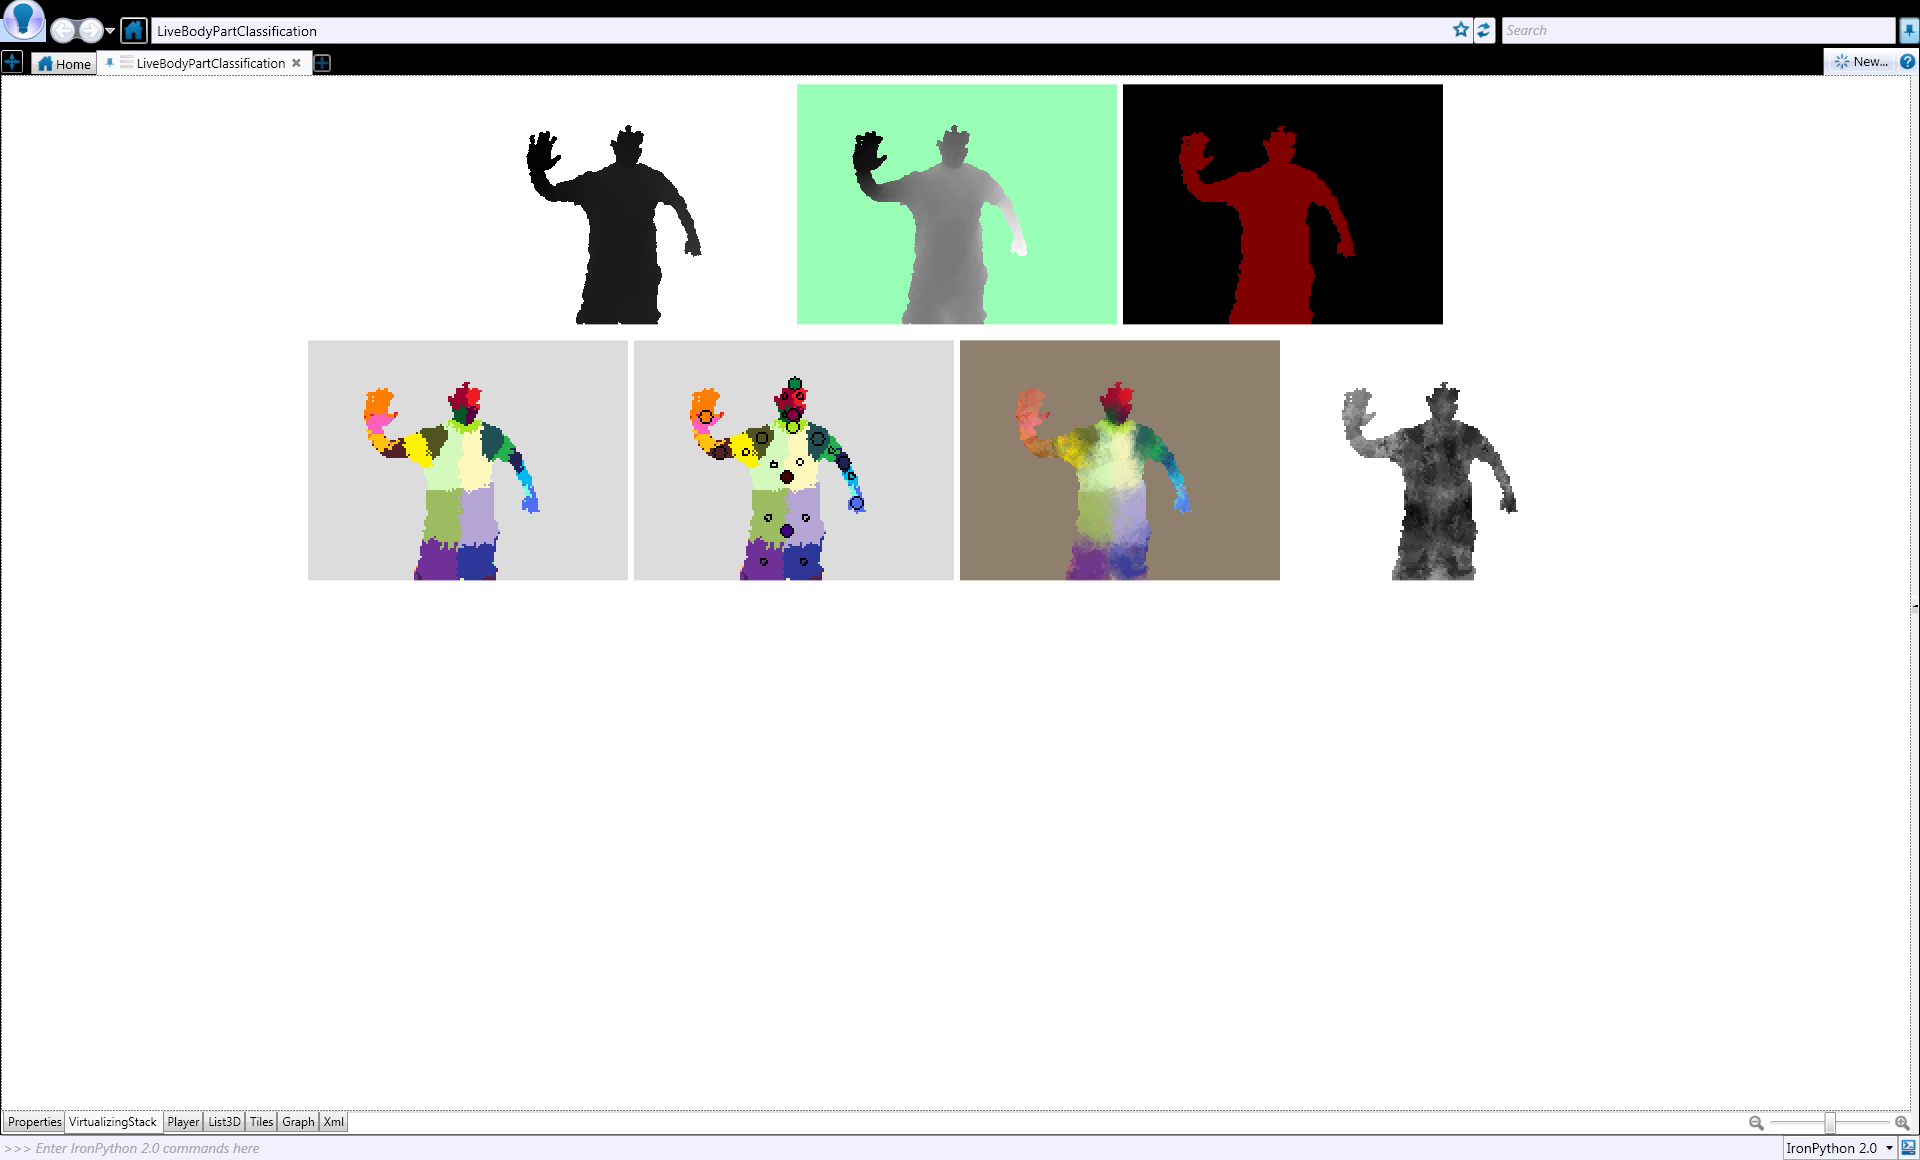 LiveBodyPartClassification
Search
Home
LiveBodyPartClassification
New...
Properties
VirtualizingStack
Player
List3D
Tiles
Graph
Xml
>>> Enter IronPython 2.0 commands here
IronPython 2.0